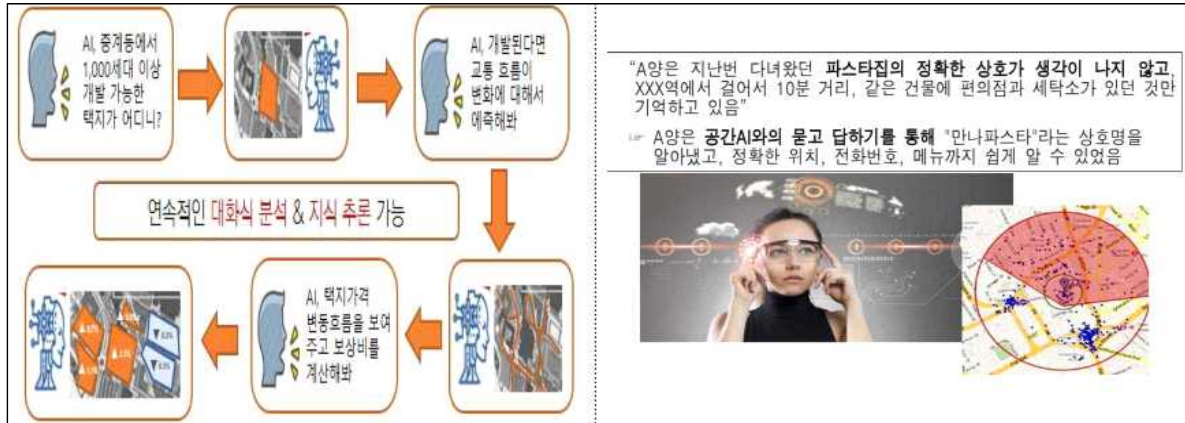 AI, 중계동에서
1,000세대 이상
개발 가능한
택지가 어디니?
AI, 개발된다면
교통 흐름이
변화에 대해서
예측해봐
연속적인 대화식 분석 & 지식 추론 가능
AI, 택지가격
변동흐름을 보여
주고 보상비를
계산해봐
“A양은 지난번 다녀왔던 파스타집의 정확한 상호가 생각이 나지 않고,
XXX역에서 걸어서 10분 거리, 같은 건물에 편의점과 세탁소가 있던 것만
기억하고 있음”
☞ A양은 공간AI와의 묻고 답하기를 통해 "만나파스타"라는 상호명을
알아냈고, 정확한 위치, 전화번호, 메뉴까지 쉽게 알 수 있었음